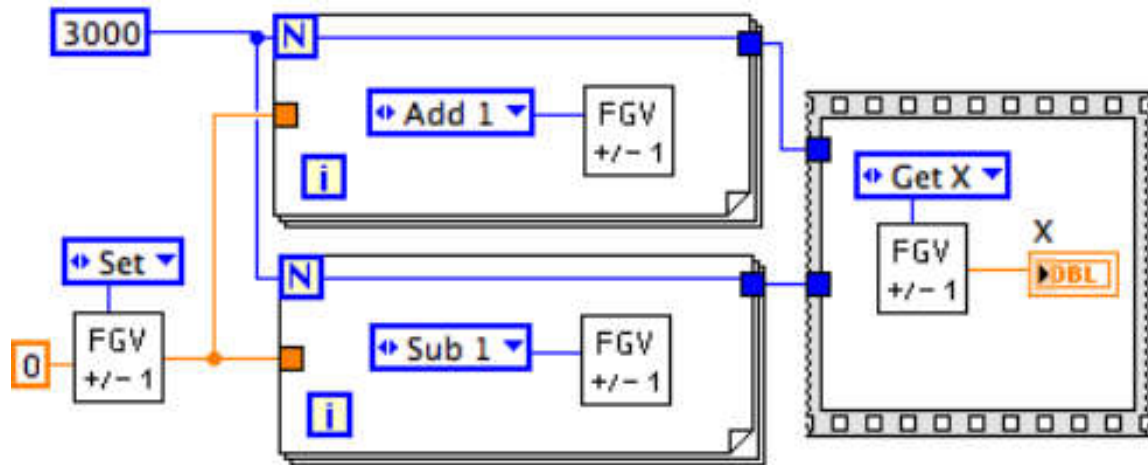 3000
N
Add 1
FGV
+/- 1
i
Set
FGV
+/- 1
0
N
Sub 1
FGV
+/- 1
i
Get X
FGV
+/- 1
X
DBL